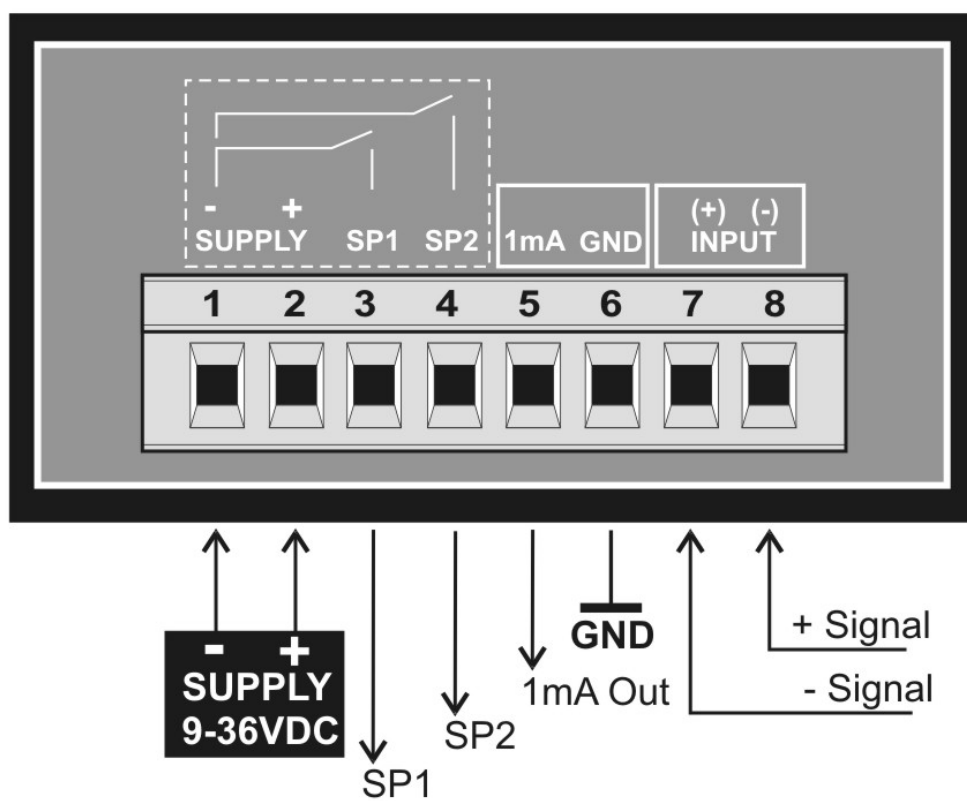 - + (+) (-)
SUPPLY SP1 SP2 1mA GND INPUT
1 2 3 4 5 6 7 8
- +
SUPPLY
9-36VDC
SP1
SP2
1mA Out
GND
+ Signal
- Signal